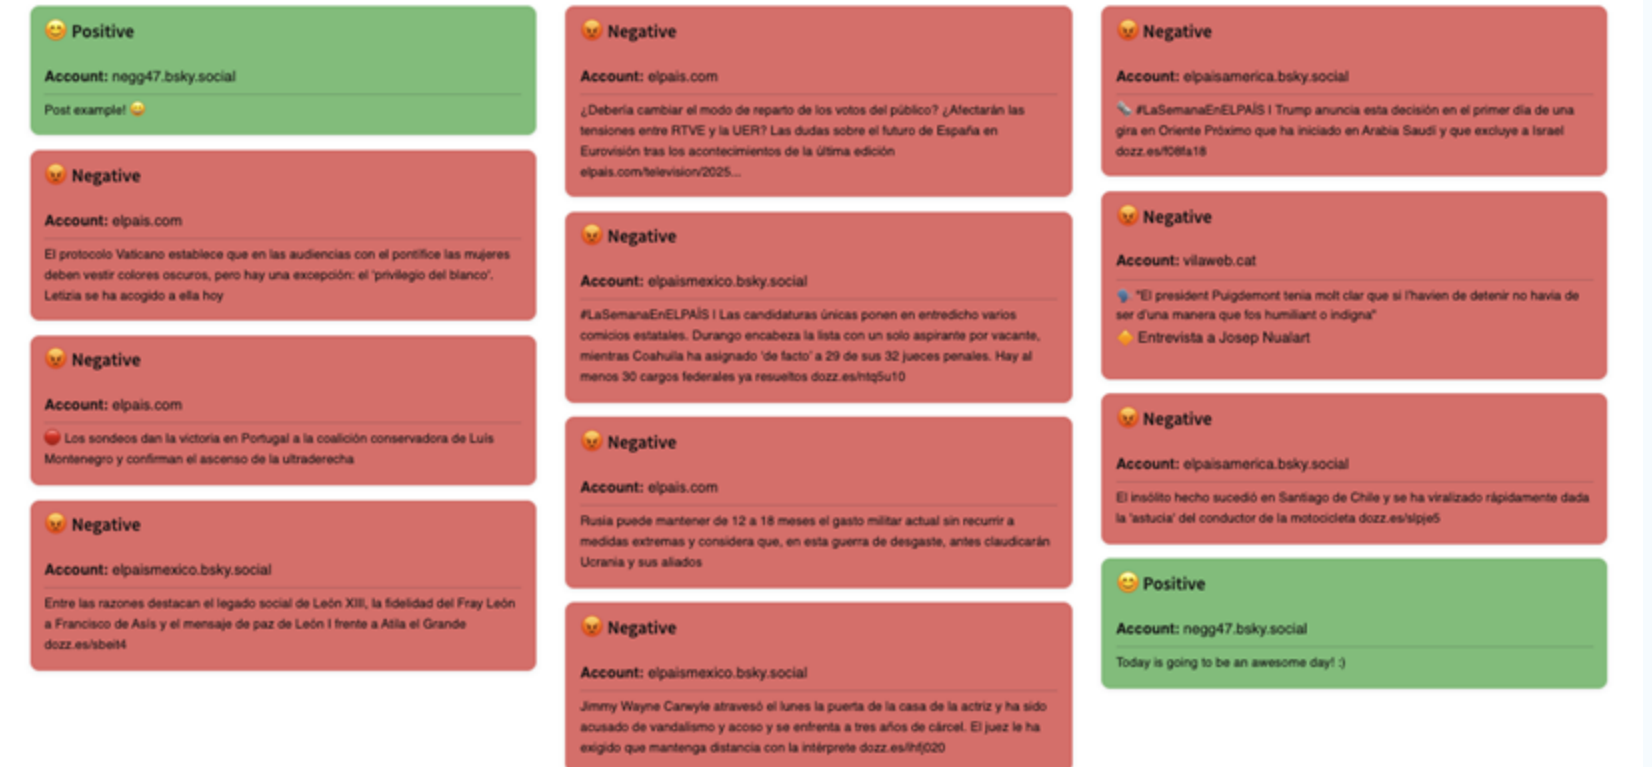 😊 Positive
Account: negg47.bsky.social
Post example! 😊
😡 Negative
Account: elpais.com
El protocolo Vaticano establece que en las audiencias con el pontífice las mujeres
deben vestir colores oscuros, pero hay una excepción: el 'privilegio del blanco'.
Letizia se ha acogido a ella hoy
😡 Negative
Account: elpais.com
🔴 Los sondeos dan la victoria en Portugal a la coalición conservadora de Luís
Montenegro y confirman el ascenso de la ultraderecha
😡 Negative
Account: elpaismexico.bsky.social
Entre las razones destacan el legado social de León XIII, la fidelidad del Fray León
a Francisco de Asís y el mensaje de paz de León I frente a Atila el Grande
dozz.es/sbeit4
😡 Negative
Account: elpais.com
¿Debería cambiar el modo de reparto de los votos del público? ¿Afectarán las
tensiones entre RTVE y la UER? Las dudas sobre el futuro de España en
Eurovisión tras los acontecimientos de la última edición
elpais.com/television/2025...
😡 Negative
Account: elpaismexico.bsky.social
#LaSemanaEnELPAÍS I Las candidaturas únicas ponen en entredicho varios
comicios estatales. Durango encabeza la lista con un solo aspirante por vacante,
mientras Coahuila ha asignado 'de facto' a 29 de sus 32 jueces penales. Hay al
menos 30 cargos federales ya resueltos dozz.es/ntq5u10
😡 Negative
Account: elpais.com
Rusia puede mantener de 12 a 18 meses el gasto militar actual sin recurrir a
medidas extremas y considera que, en esta guerra de desgaste, antes claudicarán
Ucrania y sus aliados
😡 Negative
Account: elpaismexico.bsky.social
Jimmy Wayne Carwyle atravesó el lunes la puerta de la casa de la actriz y ha sido
acusado de vandalismo y acoso y se enfrenta a tres años de cárcel. El juez le ha
exigido que mantenga distancia con la intérprete dozz.es/ihfj020
😡 Negative
Account: elpaisamerica.bsky.social
🗞️ #LaSemanaEnELPAÍS I Trump anuncia esta decisión en el primer día de una
gira en Oriente Próximo que ha iniciado en Arabia Saudí y que excluye a Israel
dozz.es/f08fa18
😡 Negative
Account: vilaweb.cat
🗣️ "El president Puigdemont tenia molt clar que si l'havien de detenir no havia de
ser d'una manera que fos humiliant o indigna"
🔶 Entrevista a Josep Nualart
😡 Negative
Account: elpaisamerica.bsky.social
El insólito hecho sucedió en Santiago de Chile y se ha viralizado rápidamente dada
la 'astucia' del conductor de la motocicleta dozz.es/slpje5
😊 Positive
Account: negg47.bsky.social
Today is going to be an awesome day! :)